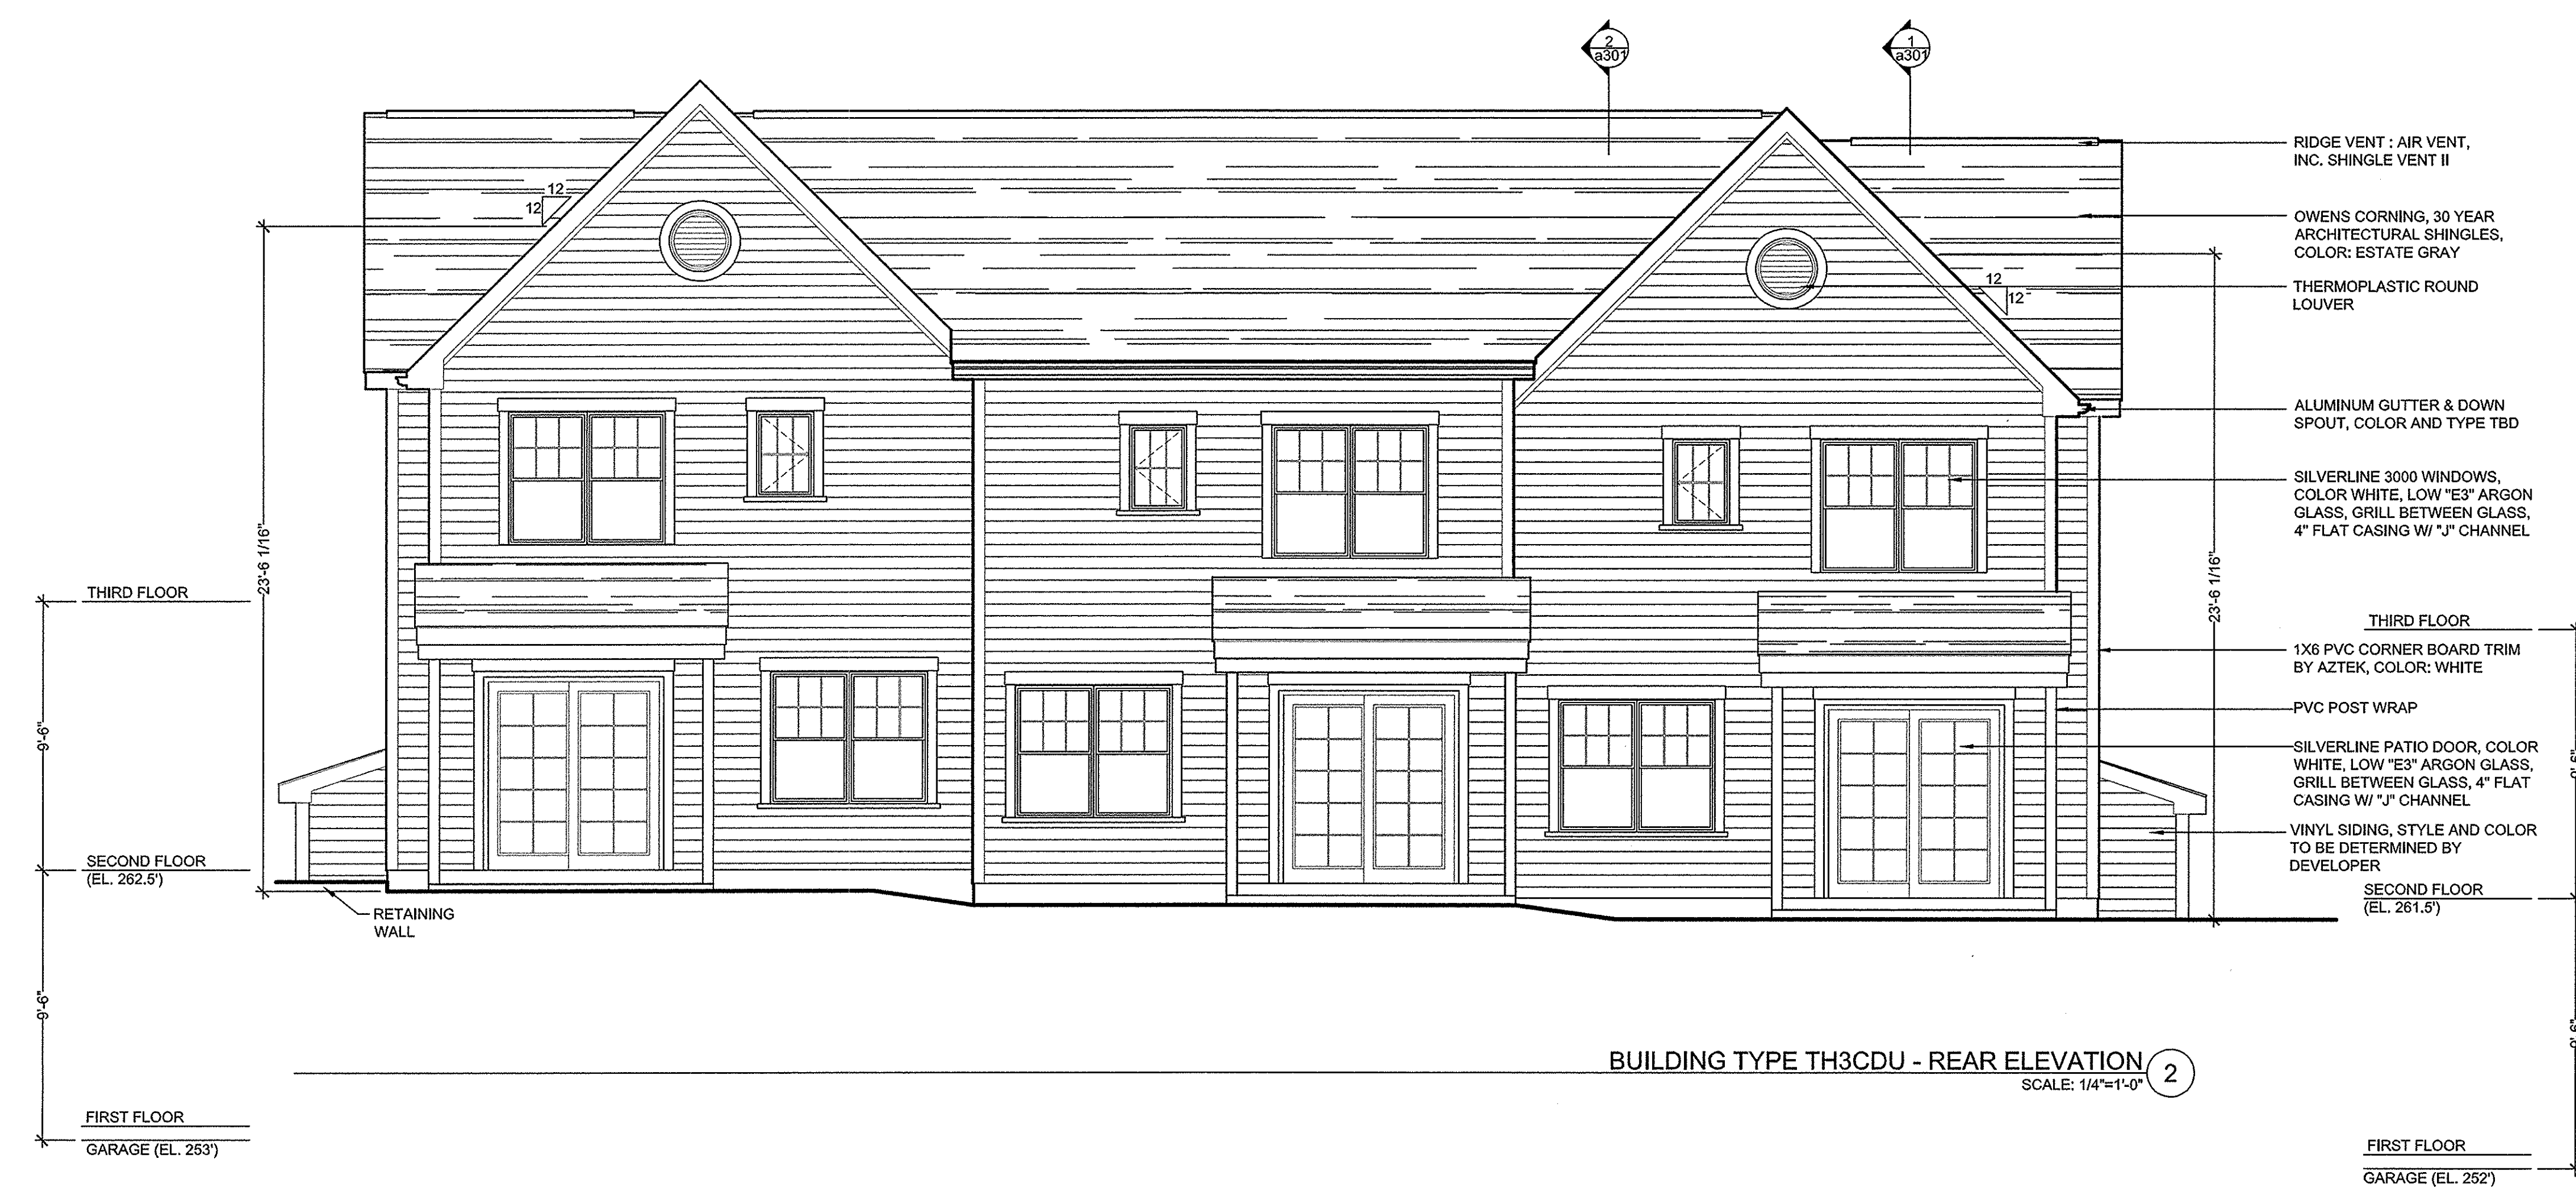 2
a301
1
a301
RIDGE VENT : AIR VENT,
INC. SHINGLE VENT II
12
12
OWENS CORNING, 30 YEAR
ARCHITECTURAL SHINGLES,
COLOR: ESTATE GRAY
12
12
THERMOPLASTIC ROUND
LOUVER
ALUMINUM GUTTER & DOWN
SPOUT, COLOR AND TYPE TBD
SILVERLINE 3000 WINDOWS,
COLOR WHITE, LOW "E3" ARGON
GLASS, GRILL BETWEEN GLASS,
4" FLAT CASING W/ "J" CHANNEL
23'-6 1/16"
23'-6 1/16"
THIRD FLOOR
THIRD FLOOR
1X6 PVC CORNER BOARD TRIM
BY AZTEK, COLOR: WHITE
PVC POST WRAP
9'-6"
SILVERLINE PATIO DOOR, COLOR
WHITE, LOW "E3" ARGON GLASS,
GRILL BETWEEN GLASS, 4" FLAT
CASING W/ "J" CHANNEL
VINYL SIDING, STYLE AND COLOR
TO BE DETERMINED BY
DEVELOPER
SECOND FLOOR
(EL. 262.5')
SECOND FLOOR
(EL. 261.5')
RETAINING
WALL
9'-6"
BUILDING TYPE TH3CDU - REAR ELEVATION
2
SCALE: 1/4"=1'-0"
FIRST FLOOR
GARAGE (EL. 253')
FIRST FLOOR
GARAGE (EL. 252')